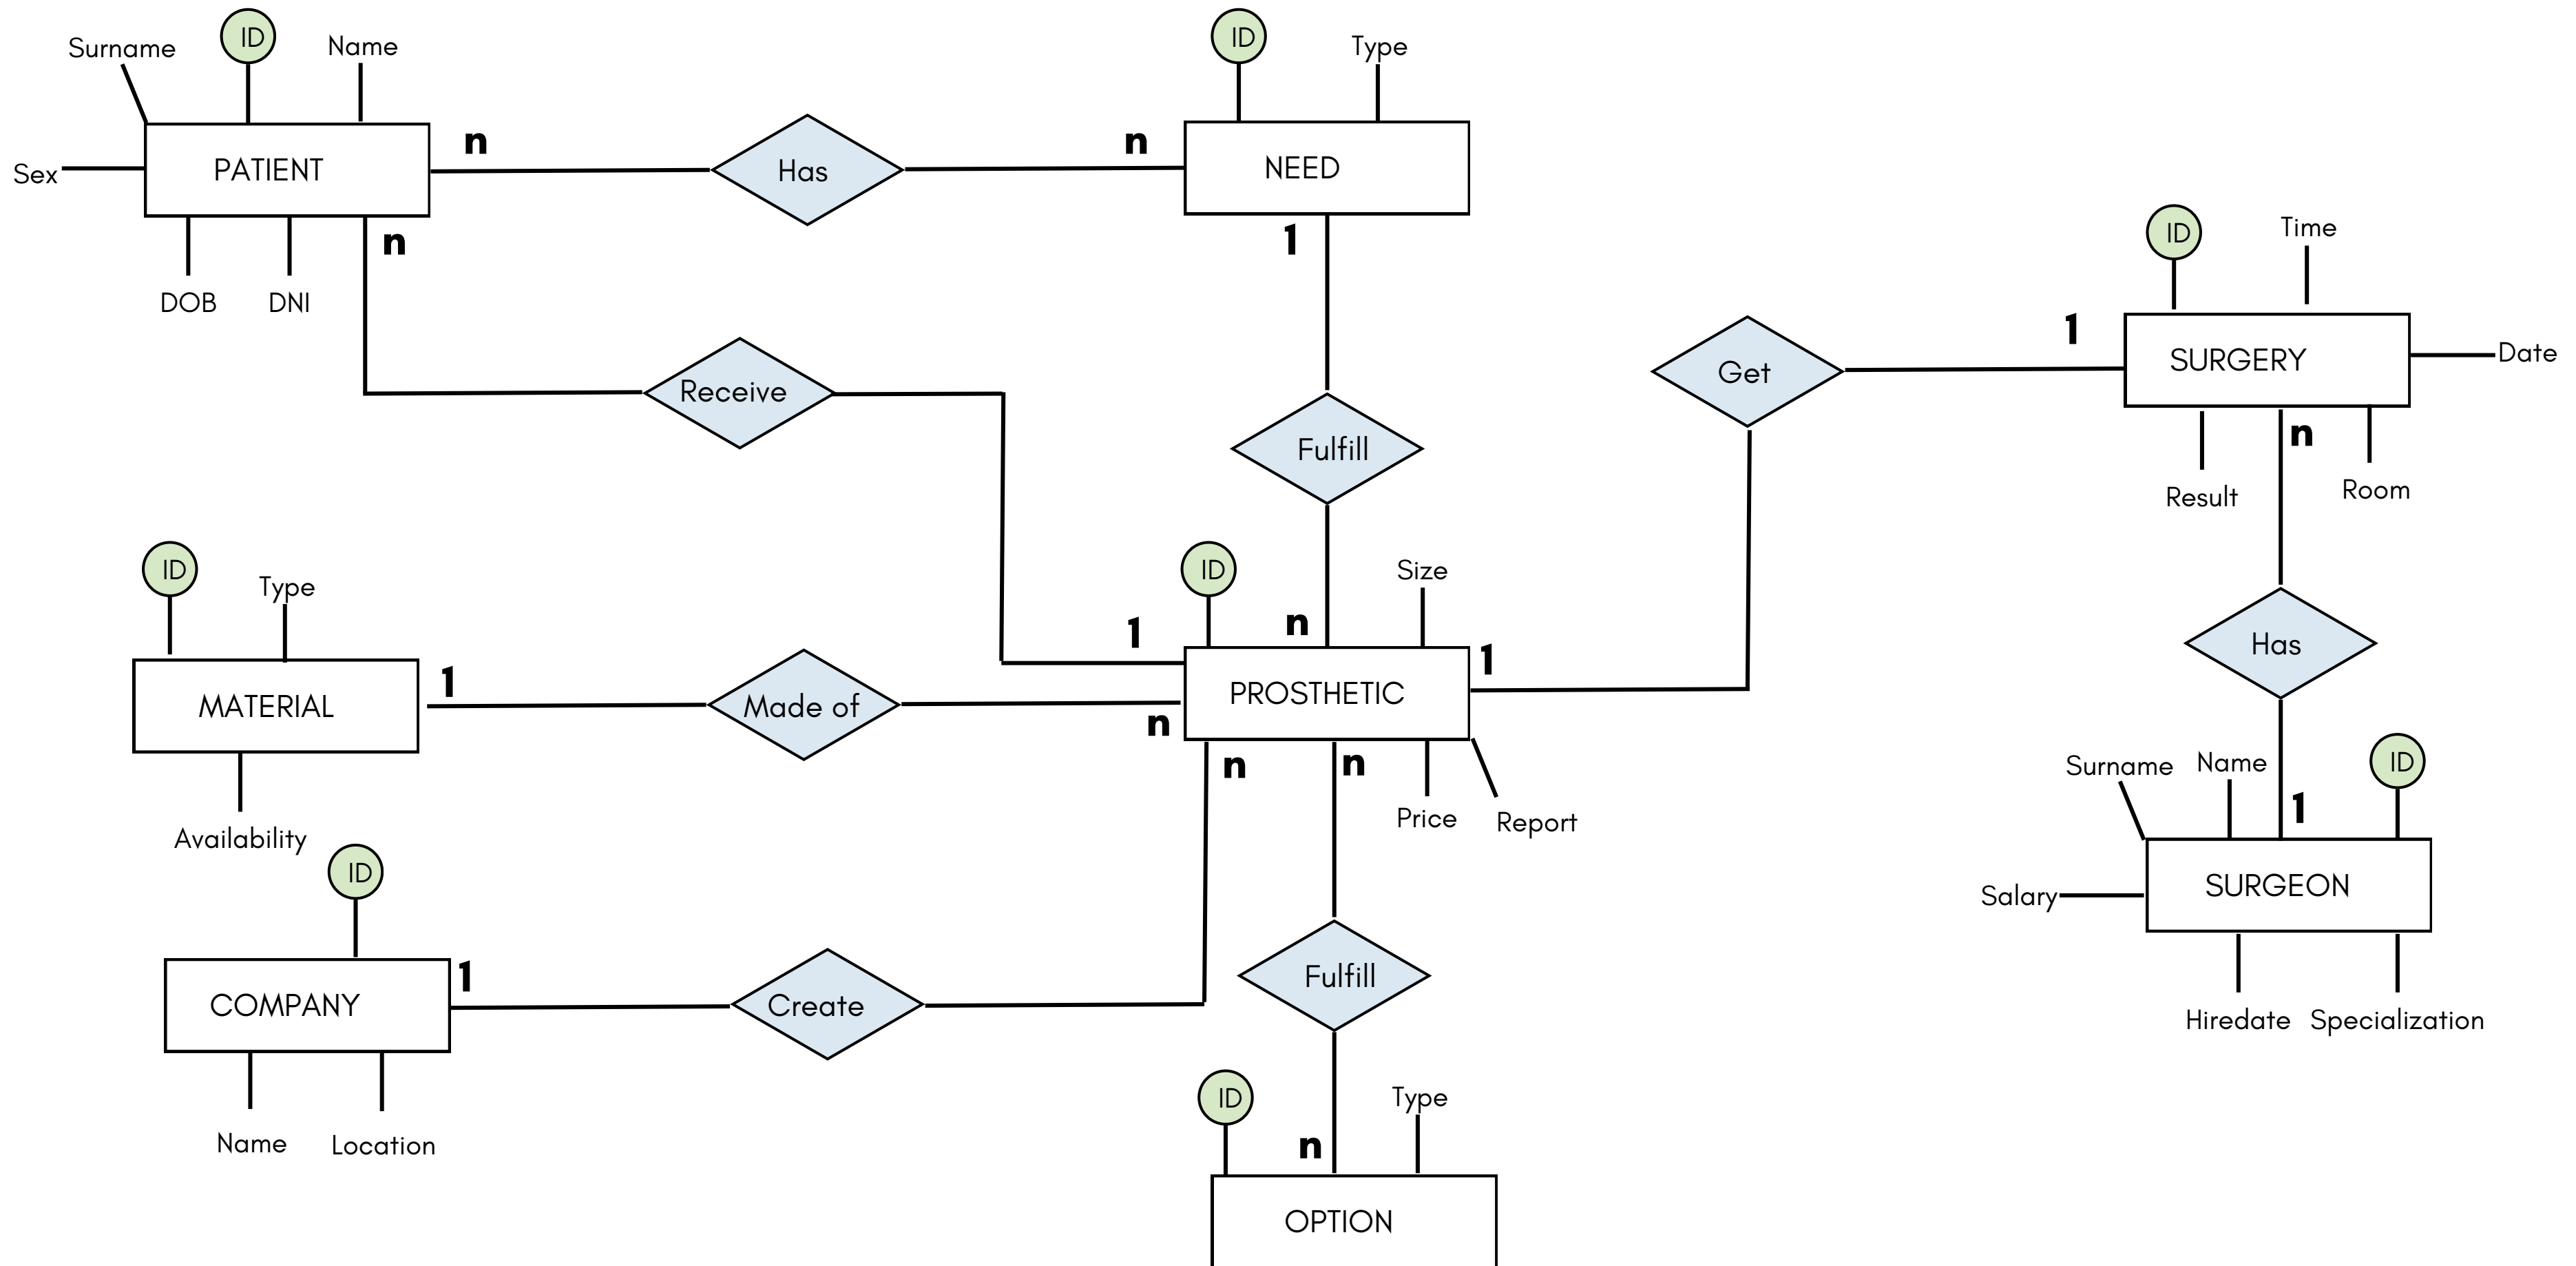 ID
ID
Surname
Name
Type
PATIENT
n
Has
n
NEED
Sex
n
1
DOB
DNI
ID
Time
1
SURGERY
Date
Get
Receive
n
Fulfill
Result
Room
ID
Type
ID
Size
1
n
Has
1
1
MATERIAL
Made of
PROSTHETIC
n
n
n
Surname
Name
ID
Price
Report
1
Availability
ID
SURGEON
Salary
1
COMPANY
Create
Fulfill
Hiredate
Specialization
ID
Type
Name
Location
n
OPTION